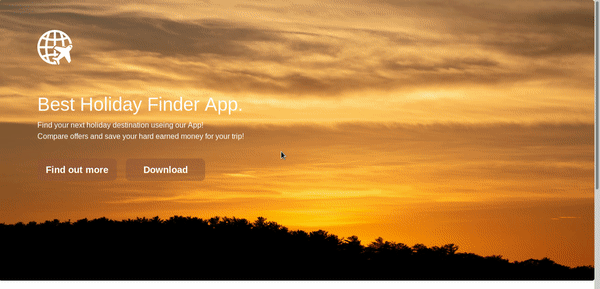 Best Holiday Finder App.
Find your next holiday destination useing our App!
Compare offers and save your hard earned money for your trip!
Find out more
Download